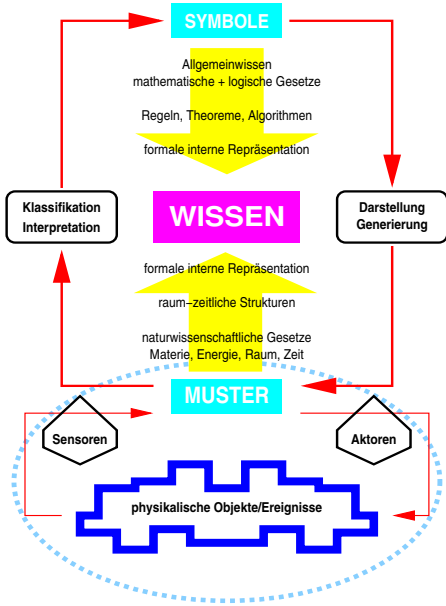 SYMBOLE
Allgemeinwissen
mathematische + logische Gesetze
Regeln, Theoreme, Algorithmen
formale interne Repräsentation
Klassifikation
Interpretation
WISSEN
Darstellung
Generierung
formale interne Repräsentation
raum−zeitliche Strukturen
naturwissenschaftliche Gesetze
Materie, Energie, Raum, Zeit
MUSTER
Sensoren
Aktoren
physikalische Objekte/Ereignisse